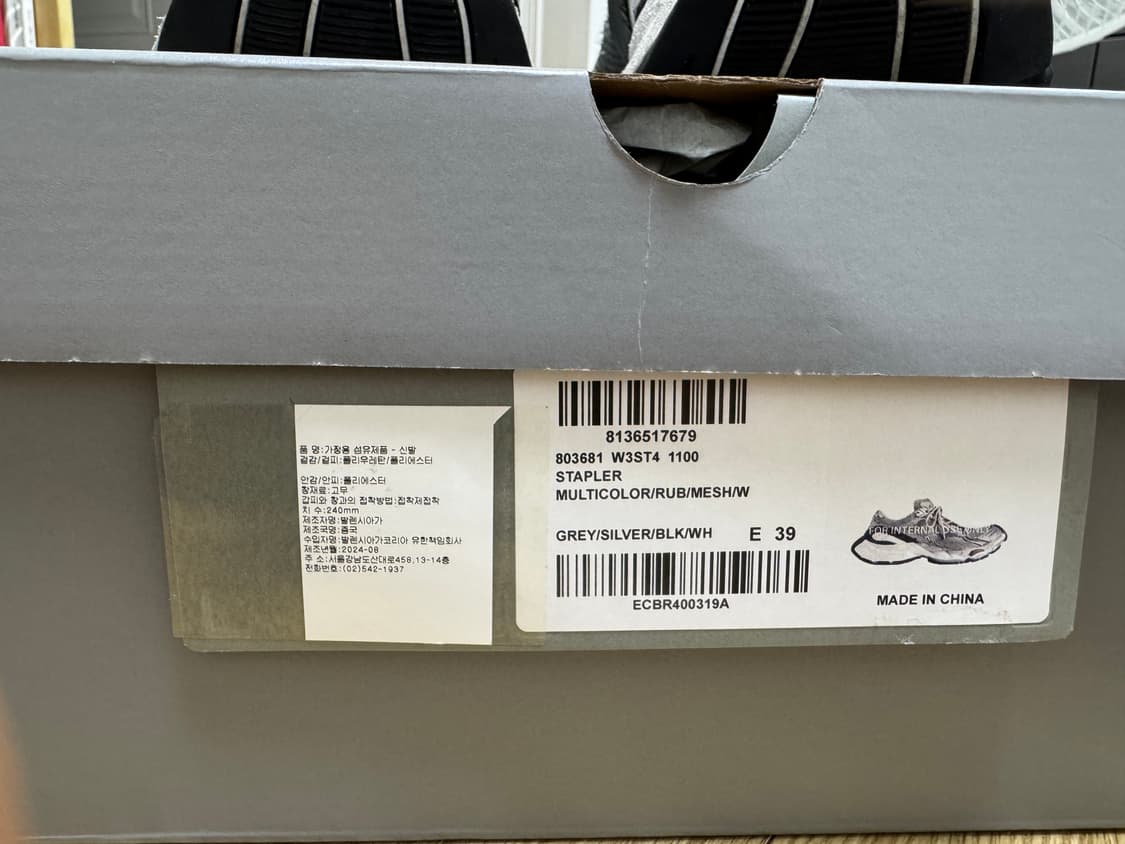 품 명:가정용 섬유제품 - 신발
겉감/겉피:폴리우레탄/폴리에스터
안감/안피:폴리에스터
창재료:고무
갑피와 창과의 접착방법:접착제접착
치 수:240mm
제조자명:발렌시아가
제조국명:중국
수입자명:발렌시아가코리아 유한책임회사
제조년월:2024-08
주 소:서울강남도산대로458,13-14층
전화번호:(02)542-1937
8136517679
803681 W3ST4 1100
STAPLER
MULTICOLOR/RUB/MESH/W
GREY/SILVER/BLK/WH E 39
ECBR400319A
FOR INTERNAL USE ONLY
MADE IN CHINA